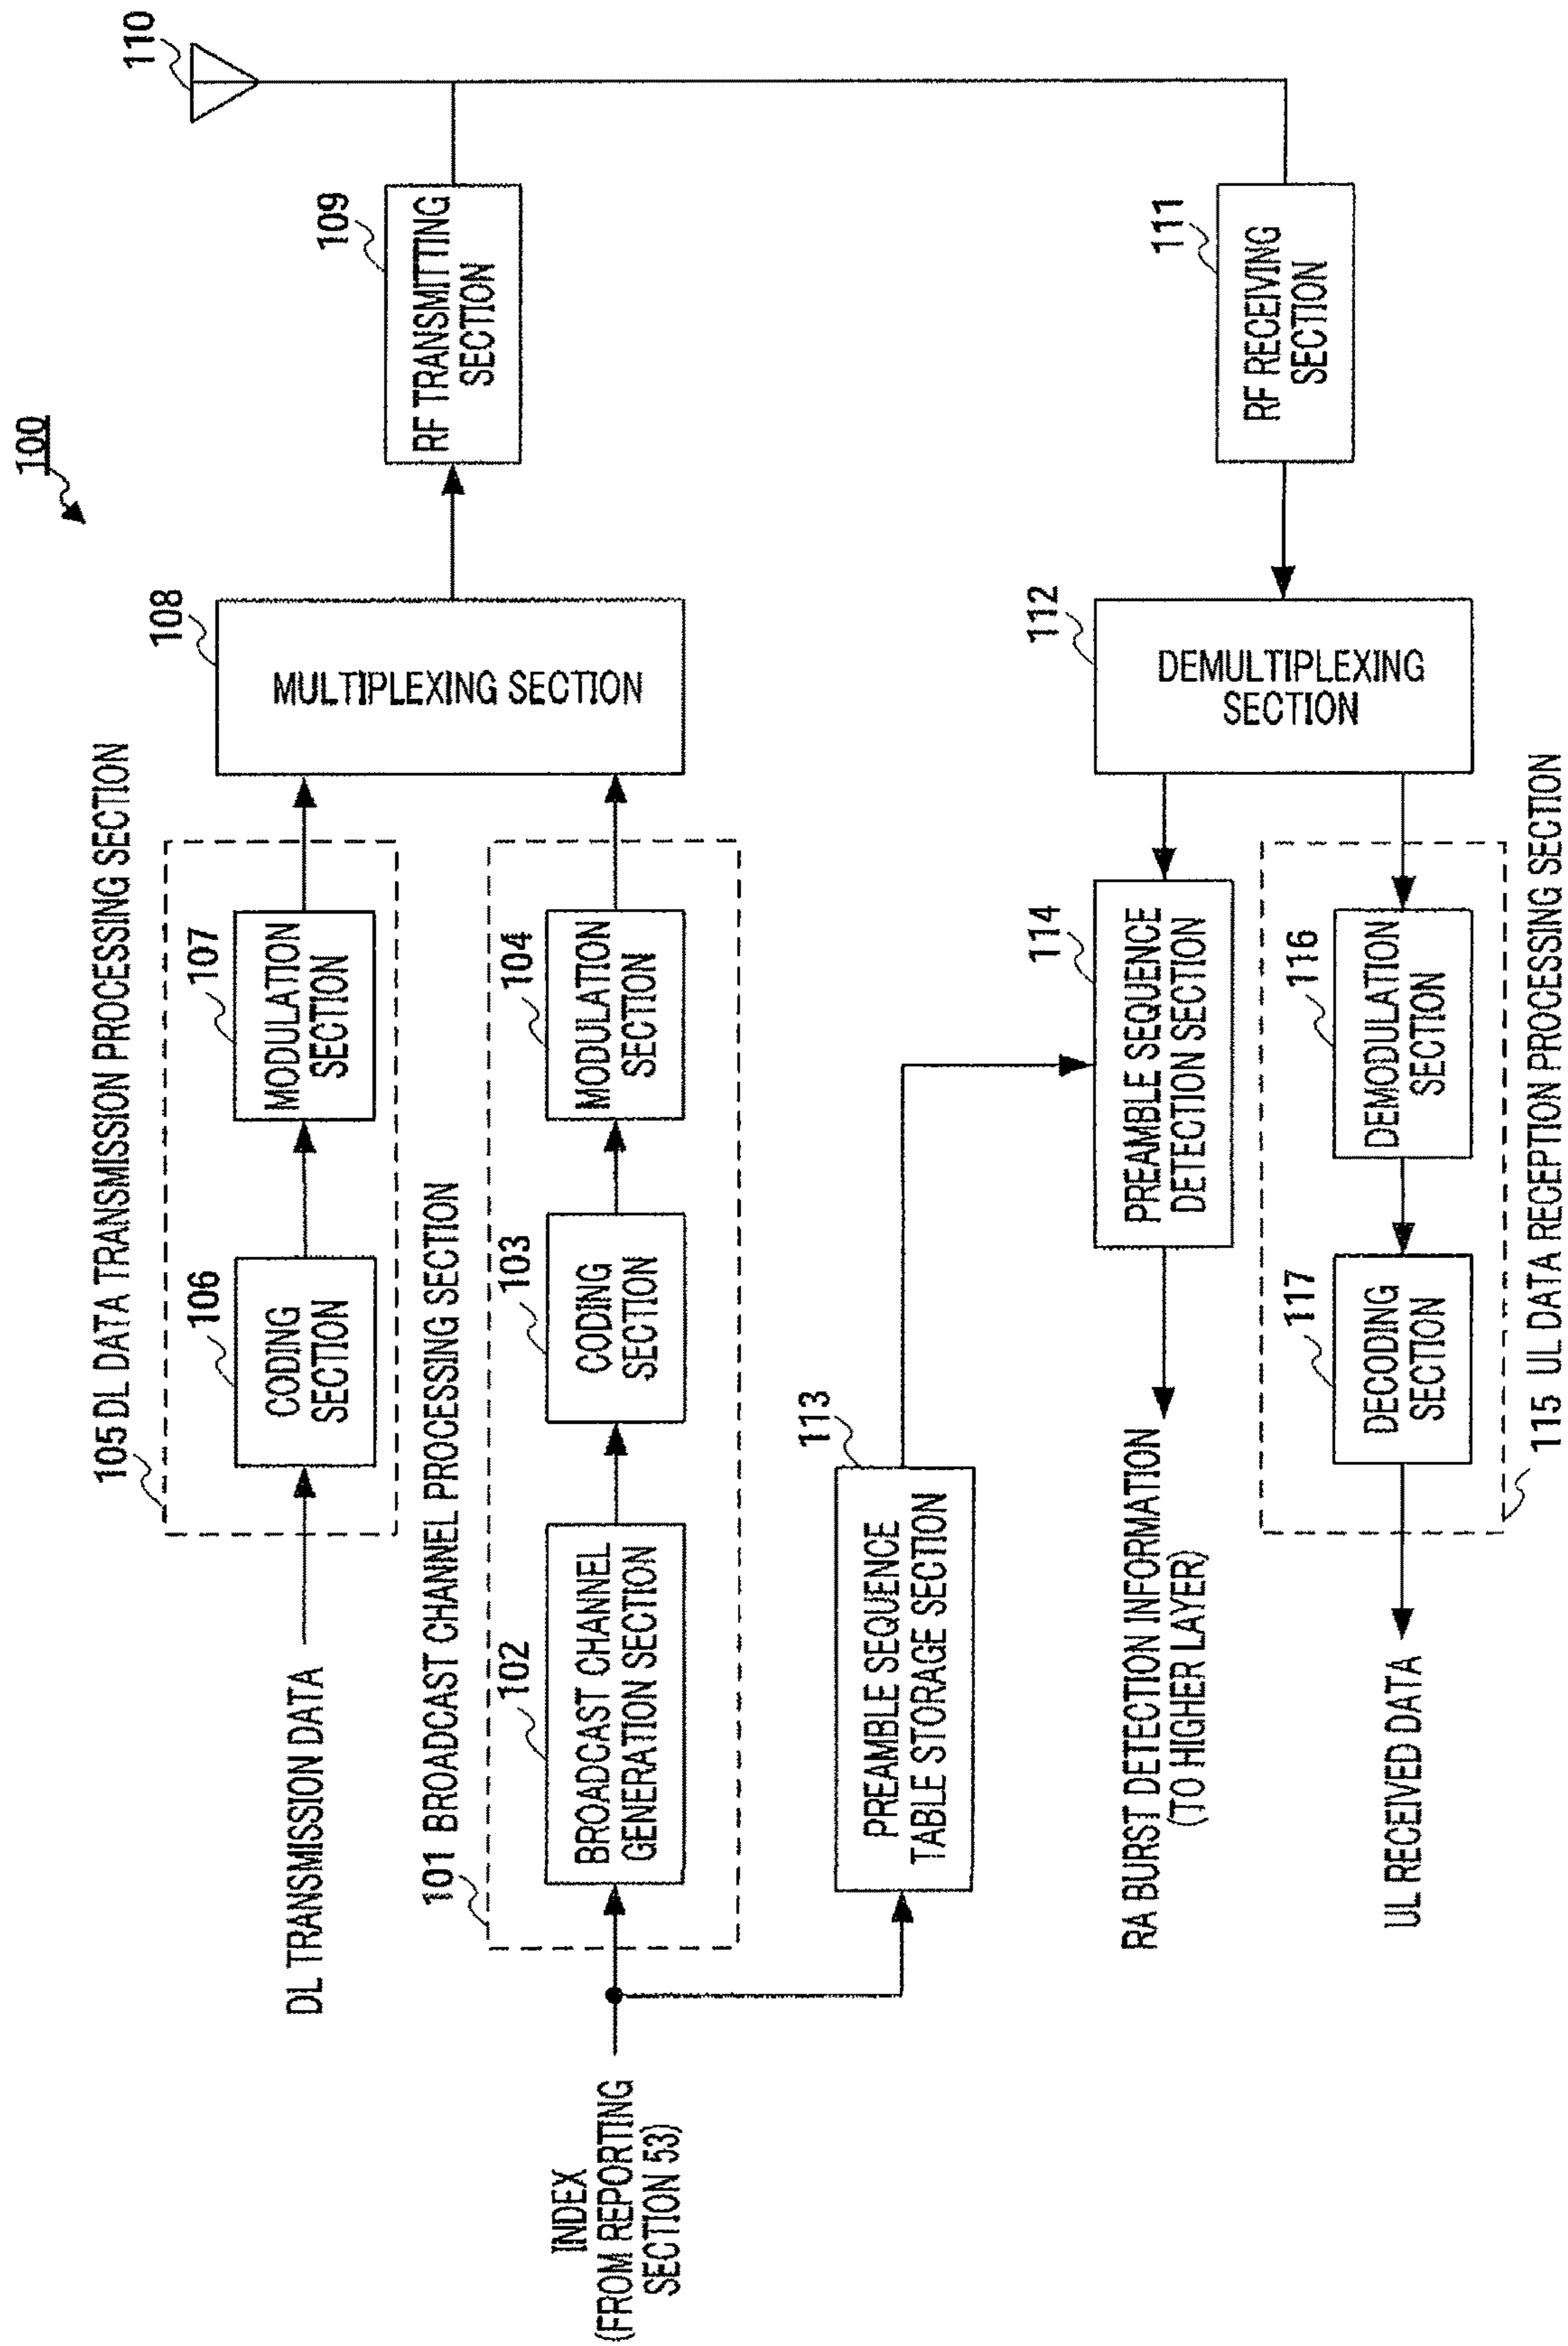 100
110
105 DL DATA TRANSMISSION PROCESSING SECTION
DL TRANSMISSION DATA
106
CODING
SECTION
107
MODULATION
SECTION
108
MULTIPLEXING SECTION
109
RF TRANSMITTING
SECTION
101 BROADCAST CHANNEL PROCESSING SECTION
INDEX
(FROM REPORTING
SECTION 53)
102
BROADCAST CHANNEL
GENERATION SECTION
103
CODING
SECTION
104
MODULATION
SECTION
113
PREAMBLE SEQUENCE
TABLE STORAGE SECTION
RA BURST DETECTION INFORMATION
(TO HIGHER LAYER)
114
PREAMBLE SEQUENCE
DETECTION SECTION
112
DEMULTIPLEXING
SECTION
111
RF RECEIVING
SECTION
UL RECEIVED DATA
117
DECODING
SECTION
116
DEMODULATION
SECTION
115 UL DATA RECEPTION PROCESSING SECTION